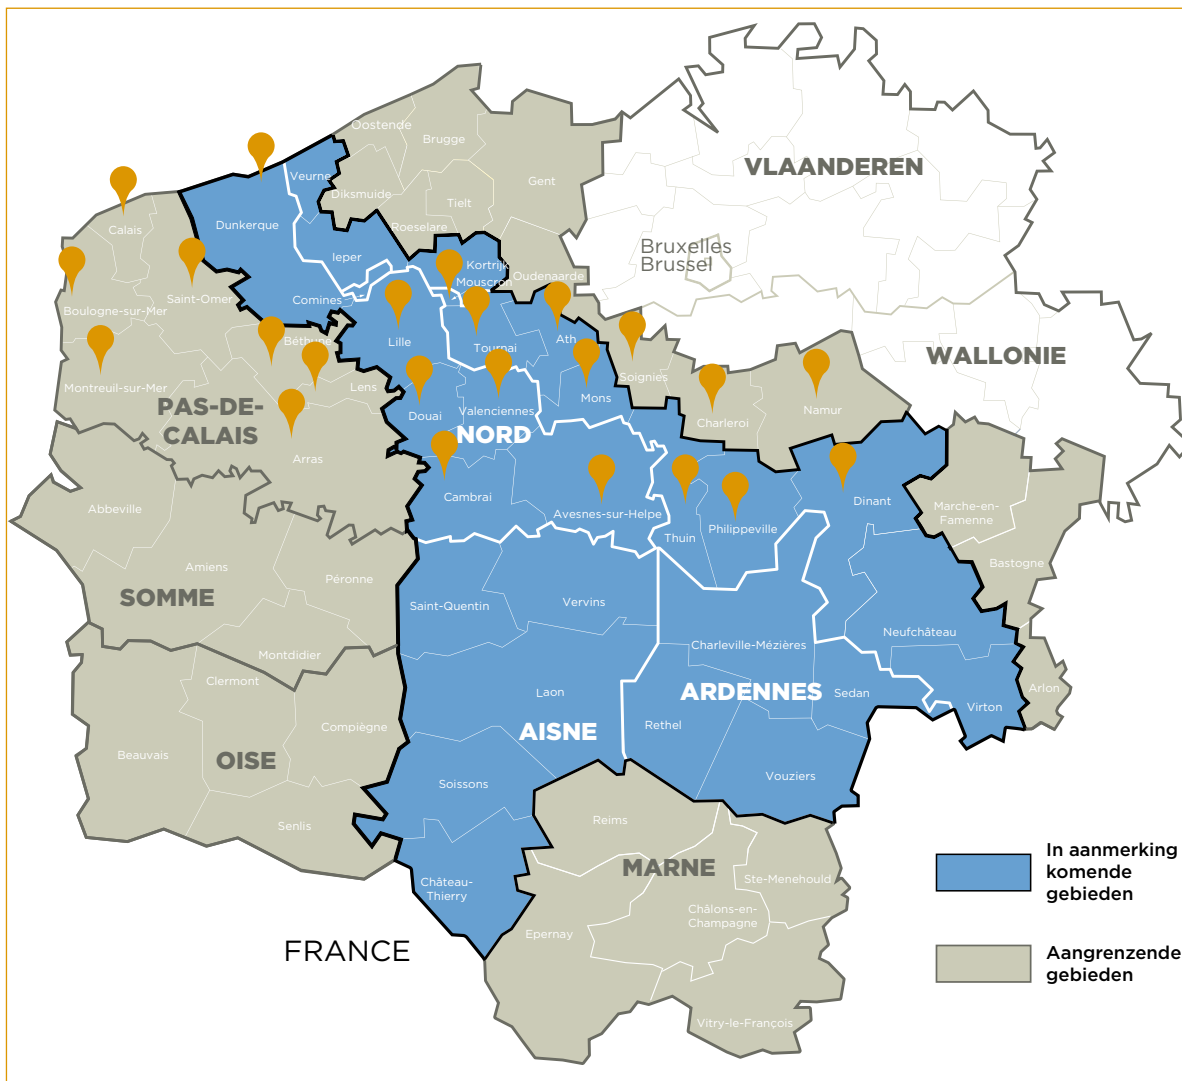 Oostende
Brugge
VLAANDEREN
Veurne
Diksmuide
Gent
Tielt
Calais
Dunkerque
Roeselare
Bruxelles
Brussel
Ieper
Kortrijk
Mouscron
Oudenaarde
Saint-Omer
Comines
Boulogne-sur-Mer
Béthune
Lille
Tournai
Ath
WALLONIE
Soignies
Montreuil-sur-Mer
Lens
Mons
PAS-DE-
CALAIS
Douai
Valenciennes
NORD
Charleroi
Namur
Arras
Cambrai
Abbeville
Avesnes-sur-Helpe
Thuin
Philippeville
Dinant
Marche-en-
Famenne
Bastogne
Amiens
Péronne
SOMME
Saint-Quentin
Vervins
Neufchâteau
Montdidier
Charleville-Mézières
Clermont
Laon
ARDENNES
Sedan
Virton
Arlon
Compiègne
Rethel
AISNE
Beauvais
OISE
Soissons
Vouziers
Senlis
Reims
MARNE
Château-
Thierry
Ste-Menehould
Châlons-en-
Champagne
Epernay
FRANCE
Vitry-le-François
In aanmerking
komende
gebieden
Aangrenzende
gebieden